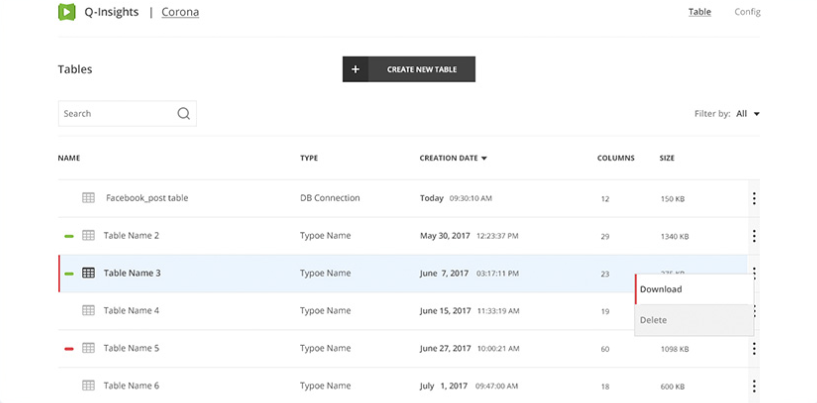 Q-Insights | Corona Table Config
Tables + CREATE NEW TABLE
Search Filter by: All
NAME TYPE CREATION DATE COLUMNS SIZE
Facebook_post table DB Connection Today 09:30:10 AM 12 150 KB
Table Name 2 Typoe Name May 30, 2017 12:23:37 PM 29 1340 KB
Table Name 3 Typoe Name June 7, 2017 03:17:11 PM 23
Download
Table Name 4 Typoe Name June 15, 2017 11:33:19 AM 19
Delete
Table Name 5 Typoe Name June 27, 2017 10:00:21 AM 60 1098 KB
Table Name 6 Typoe Name July 1, 2017 09:47:00 AM 18 600 KB